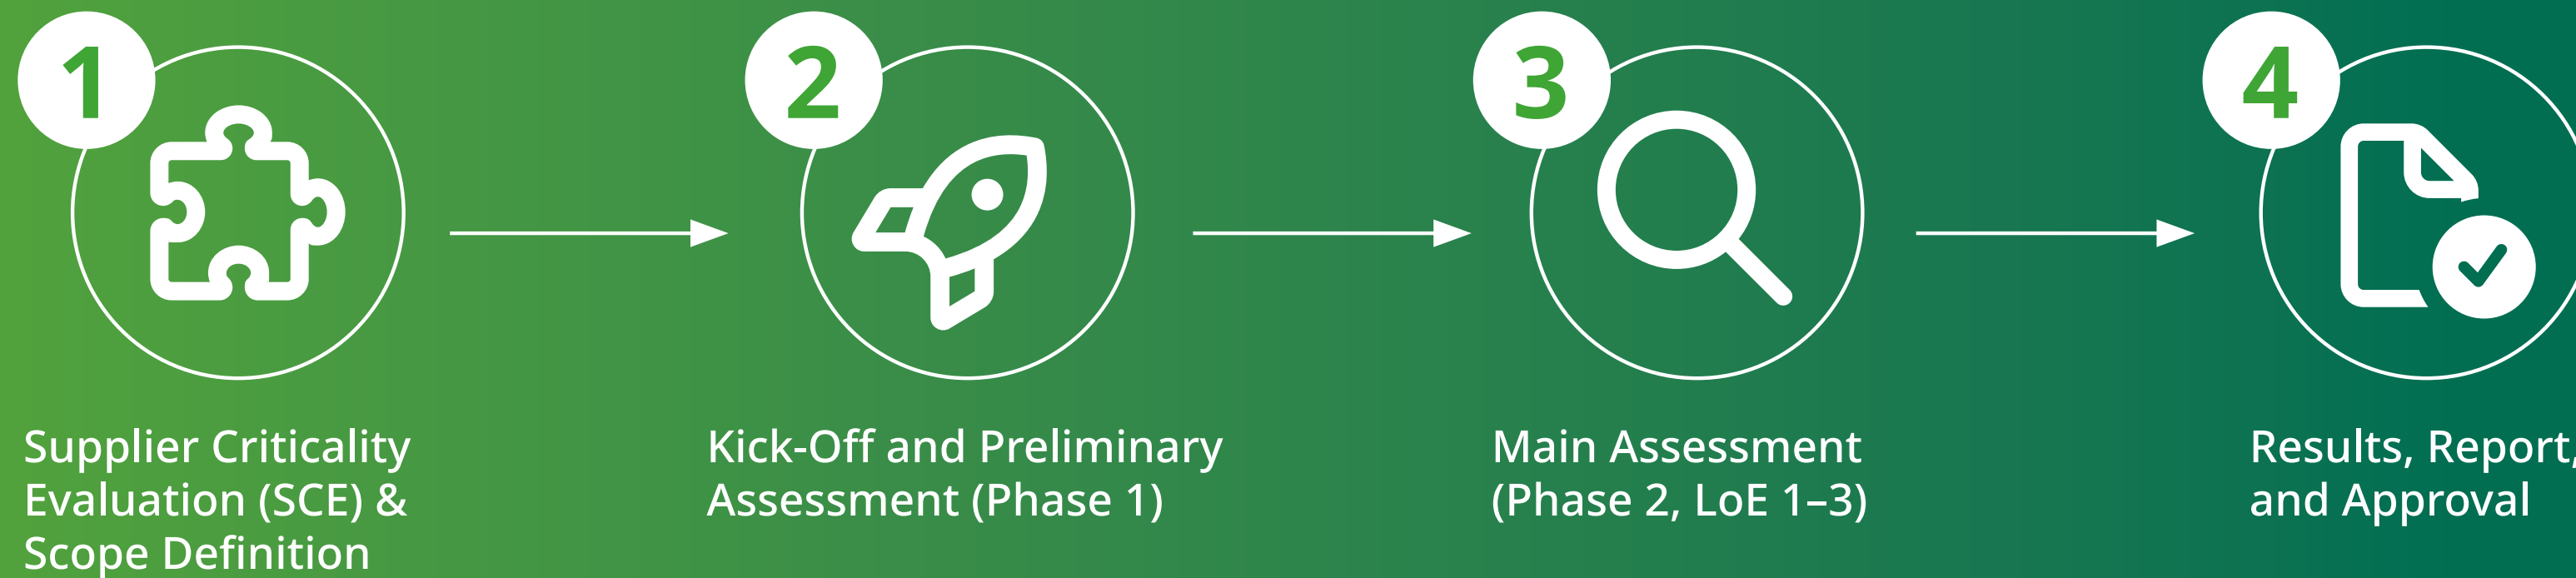 1
Supplier Criticality
Evaluation (SCE) &
Scope Definition
2
Kick-Off and Preliminary
Assessment (Phase 1)
3
Main Assessment
(Phase 2, LoE 1–3)
4
Results, Report,
and Approval